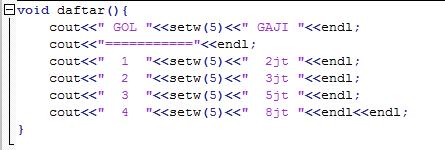 void daftar(){
cout<<" GOL "<<setw(5)<<" GAJI "<<endl;
cout<<"==========="<<endl;
cout<<"  1  "<<setw(5)<<"  2jt "<<endl;
cout<<"  2  "<<setw(5)<<"  3jt "<<endl;
cout<<"  3  "<<setw(5)<<"  5jt "<<endl;
cout<<"  4  "<<setw(5)<<"  8jt "<<endl<<endl;
}